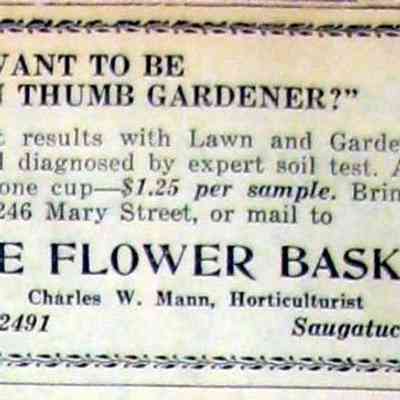 WANT TO BE
N THUMB GARDENER?"
t results with Lawn and Garde
l diagnosed by expert soil test. A
one cup—$1.25 per sample. Brin
246 Mary Street, or mail to
E FLOWER BASK
Charles W. Mann, Horticulturist
2491 Saugatuc